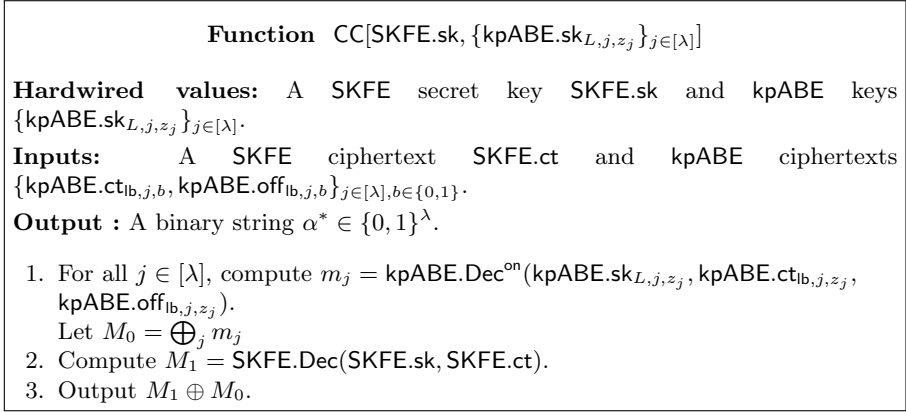 Function CC[SKFE.sk, {kpABE.sk_{L,j,z_j}}_{j∈[λ]}]
Hardwired values: A SKFE secret key SKFE.sk and kpABE keys
{kpABE.sk_{L,j,z_j}}_{j∈[λ]}.
Inputs: A SKFE ciphertext SKFE.ct and kpABE ciphertexts
{kpABE.ct_{lb,j,b}, kpABE.off_{lb,j,b}}_{j∈[λ],b∈{0,1}}.
Output : A binary string α* ∈ {0, 1}^λ.
1. For all j ∈ [λ], compute m_j = kpABE.Dec^{on}(kpABE.sk_{L,j,z_j}, kpABE.ct_{lb,j,z_j},
kpABE.off_{lb,j,z_j}).
Let M_0 = ⨁_j m_j
2. Compute M_1 = SKFE.Dec(SKFE.sk, SKFE.ct).
3. Output M_1 ⊕ M_0.